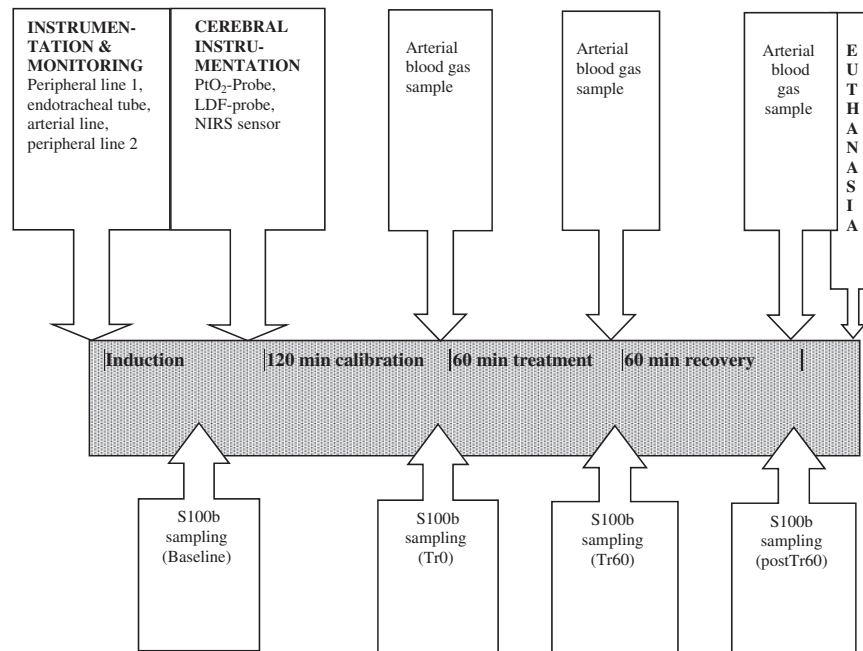 INSTRUMEN-
TATION &
MONITORING
Peripheral line 1,
endotracheal tube,
arterial line,
peripheral line 2
CEREBRAL
INSTRU-
MENTATION
PtO₂-Probe,
LDF-probe,
NIRS sensor
Arterial
blood gas
sample
Arterial
blood gas
sample
Arterial
blood
gas
sample
E
U
T
H
A
N
A
S
I
A
|Induction |120 min calibration |60 min treatment |60 min recovery |
S100b
sampling
(Baseline)
S100b
sampling
(Tr0)
S100b
sampling
(Tr60)
S100b
sampling
(postTr60)